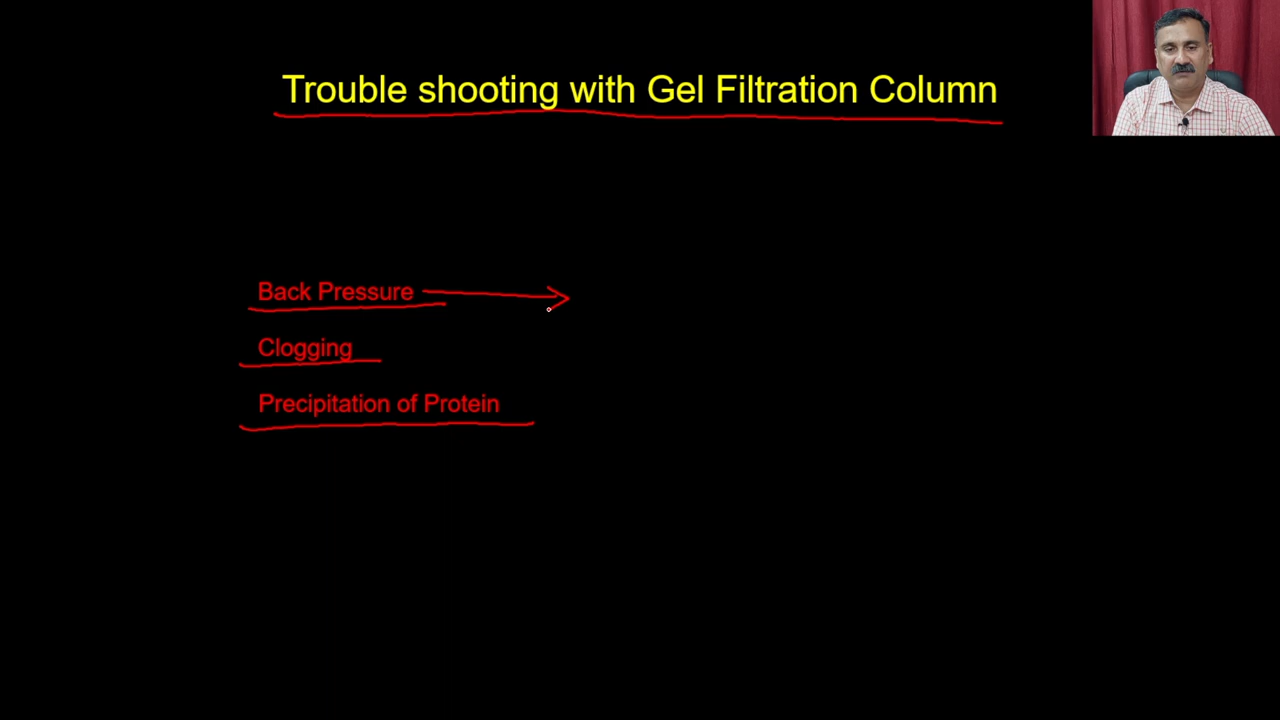 Trouble shooting with Gel Filtration Column
Back Pressure
Clogging
Precipitation of Protein